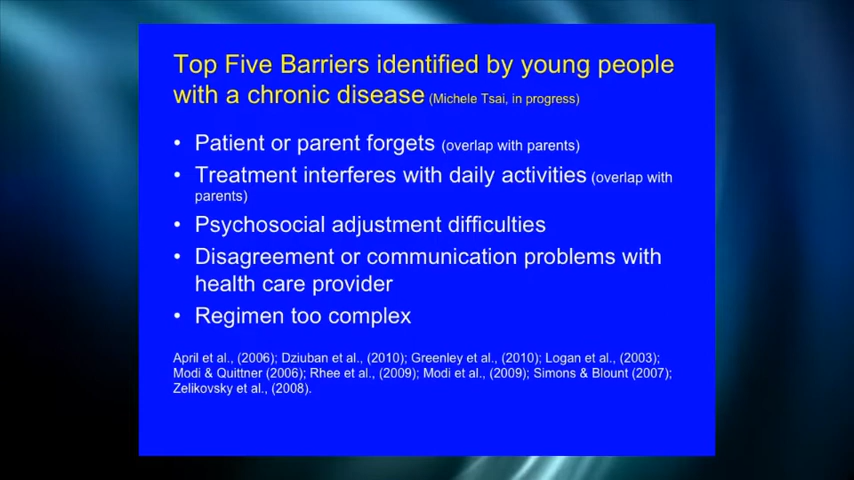 Top Five Barriers identified by young people
with a chronic disease (Michele Tsai, in progress)
• Patient or parent forgets (overlap with parents)
• Treatment interferes with daily activities (overlap with
parents)
• Psychosocial adjustment difficulties
• Disagreement or communication problems with
health care provider
• Regimen too complex
April et al., (2006); Dziuban et al., (2010); Greenley et al., (2010); Logan et al., (2003);
Modi & Quittner (2006); Rhee et al., (2009); Modi et al., (2009); Simons & Blount (2007);
Zelikovsky et al., (2008).